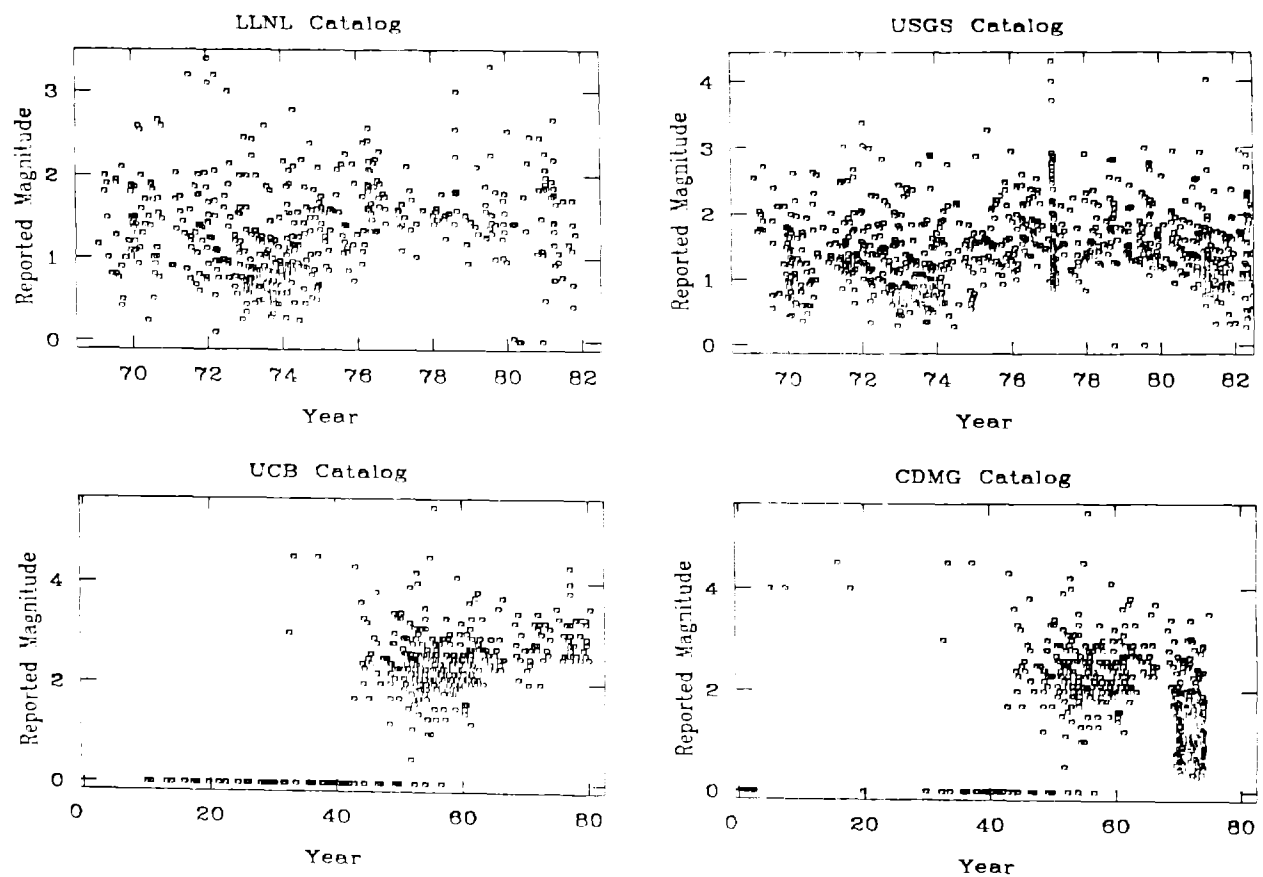 LLNL Catalog
Reported Magnitude
3
2
1
0
70 72 74 76 78 80 82
Year
USGS Catalog
Reported Magnitude
4
3
2
1
0
70 72 74 76 78 80 82
Year
UCB Catalog
Reported Magnitude
4
2
0
0 20 40 60 80
Year
CDMG Catalog
Reported Magnitude
4
2
0
0 20 40 60 80
Year